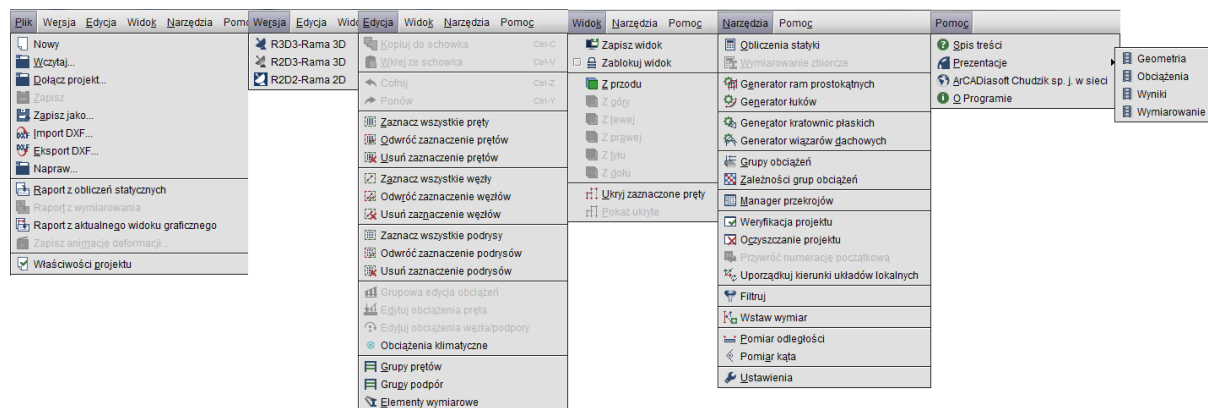 Plik Wersja Edycja Widok Narzędzia Pomo
Nowy
Wczytaj...
Dołącz projekt...
Zapisz
Zapisz jako...
Import DXF...
Eksport DXF...
Napraw...
Raport z obliczeń statycznych
Raport z wymiarowania
Raport z aktualnego widoku graficznego
Zapisz animację deformacji...
Właściwości projektu
Wersja Edycja Wido
R3D3-Rama 3D
R2D3-Rama 2D
R2D2-Rama 2D
Edycja Widok Narzędzia Pomoc
Kopiuj do schowka Ctrl-C
Wklej ze schowka Ctrl-V
Cofnij Ctrl-Z
Ponów Ctrl-Y
Zaznacz wszystkie pręty
Odwróć zaznaczenie prętów
Usuń zaznaczenie prętów
Zaznacz wszystkie węzły
Odwróć zaznaczenie węzłów
Usuń zaznaczenie węzłów
Zaznacz wszystkie podrysy
Odwróć zaznaczenie podrysów
Usuń zaznaczenie podrysów
Grupowa edycja obciążeń
Edytuj obciążenia pręta
Edytuj obciążenia węzła/podpory
Obciążenia klimatyczne
Grupy prętów
Grupy podpór
Elementy wymiarowe
Widok Narzędzia Pomoc
Zapisz widok
Zablokuj widok
Z przodu
Z góry
Z lewej
Z prawej
Z tyłu
Z dołu
Ukryj zaznaczone pręty
Pokaż ukryte
Narzędzia Pomoc
Obliczenia statyki
Wymiarowanie zbiorcze
Generator ram prostokątnych
Generator łuków
Generator kratownic płaskich
Generator wiązarów dachowych
Grupy obciążeń
Zależności grup obciążeń
Manager przekrojów
Weryfikacja projektu
Oczyszczanie projektu
Przywróć numerację początkową
Uporządkuj kierunki układów lokalnych
Filtruj
Wstaw wymiar
Pomiar odległości
Pomiar kąta
Ustawienia
Pomoc
Spis treści
Prezentacje
ArCADiasoft Chudzik sp. j. w sieci
O Programie
Geometria
Obciążenia
Wyniki
Wymiarowanie